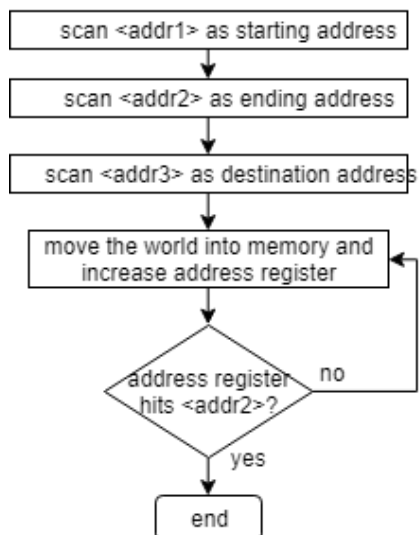 scan <addr1> as starting address
scan <addr2> as ending address
scan <addr3> as destination address
move the world into memory and
increase address register
address register
hits <addr2>?
no
yes
end